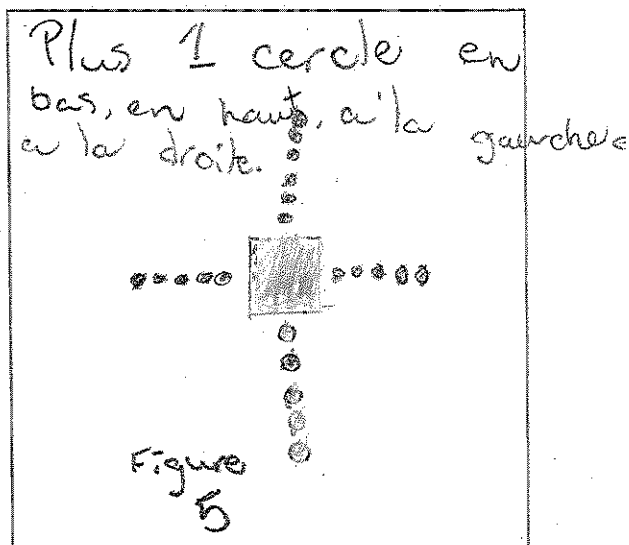 Plus 1 cercle en
bas, en haut, a' la gauche
a la droite.
Figure
5